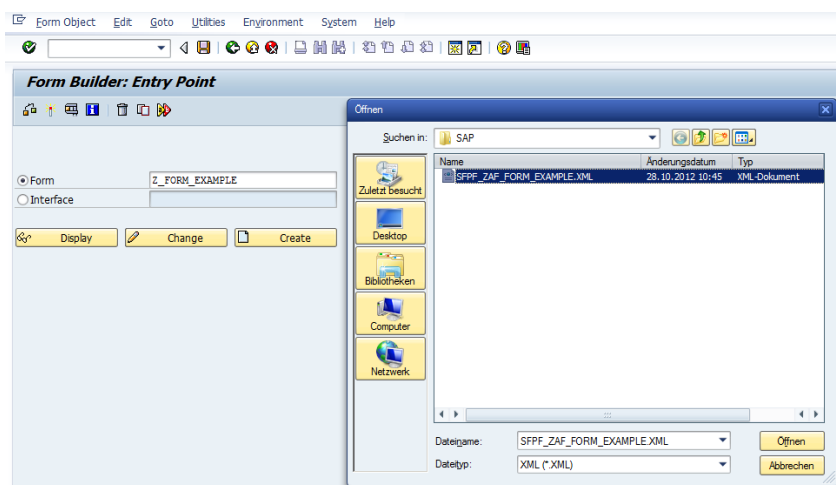 Form Object Edit Goto Utilities Environment System Help
Form Builder: Entry Point
Form Z_FORM_EXAMPLE
Interface
Display Change Create
Öffnen
Suchen in: SAP
Name Änderungsdatum Typ
SFPF_ZAF_FORM_EXAMPLE.XML 28.10.2012 10:45 XML-Dokument
Zuletzt besucht
Desktop
Bibliotheken
Computer
Netzwerk
Dateiname: SFPF_ZAF_FORM_EXAMPLE.XML Öffnen
Dateityp: XML (*.XML) Abbrechen